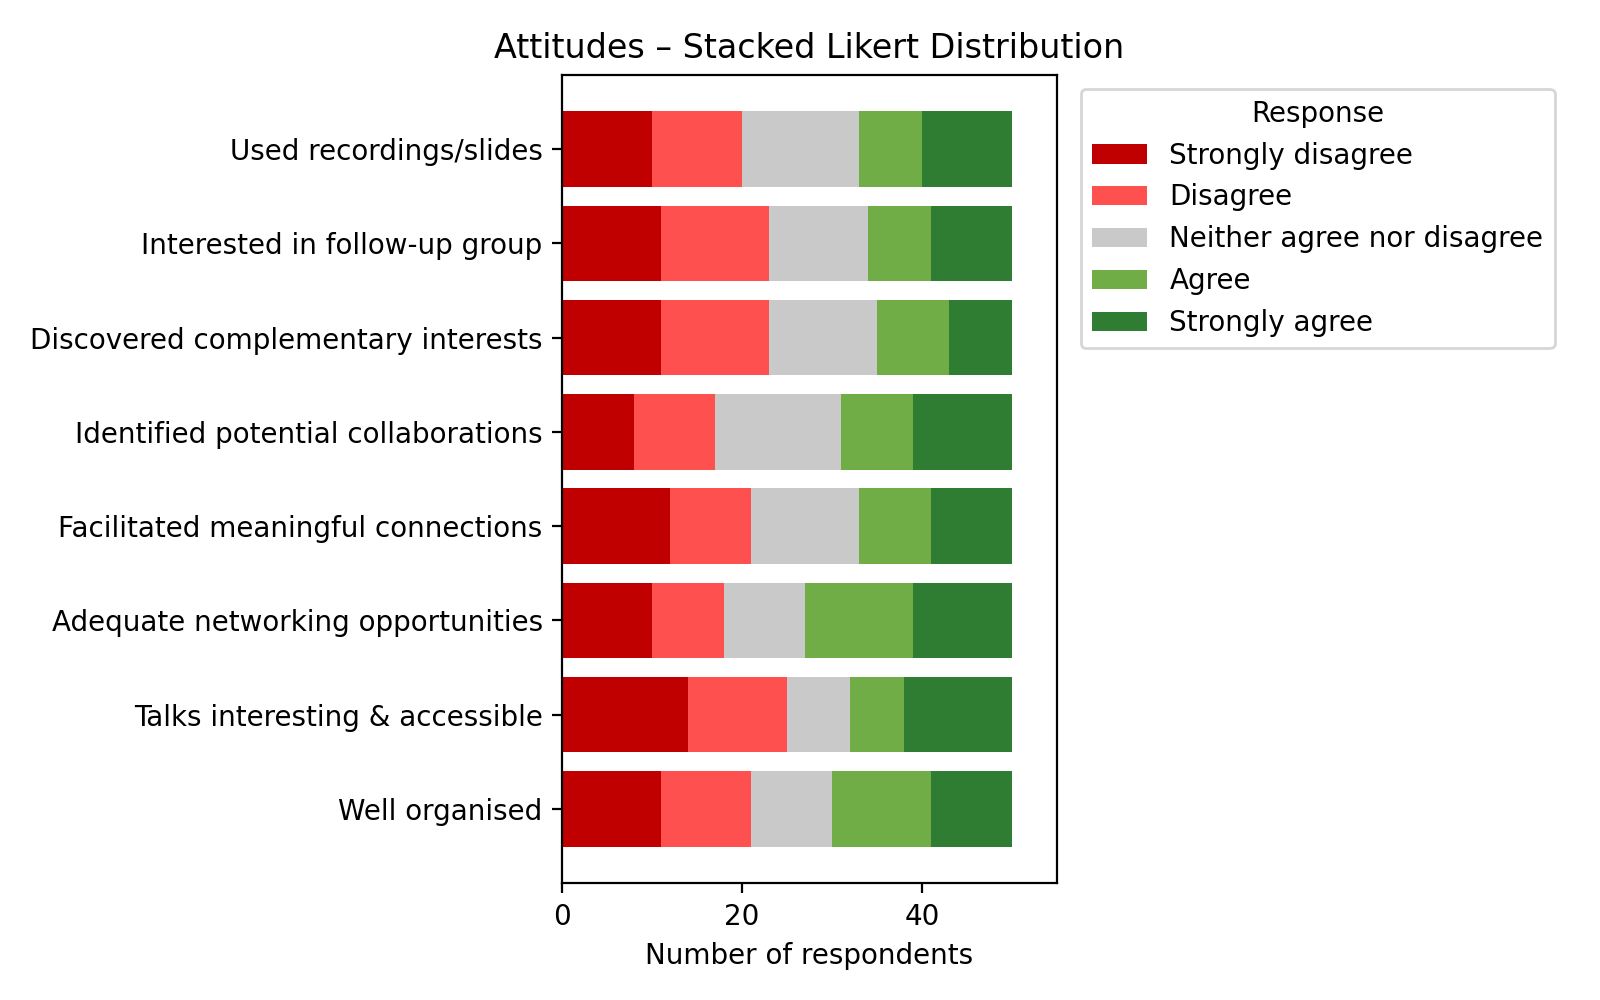 Attitudes – Stacked Likert Distribution
Used recordings/slides
Interested in follow-up group
Discovered complementary interests
Identified potential collaborations
Facilitated meaningful connections
Adequate networking opportunities
Talks interesting & accessible
Well organised
0 20 40
Number of respondents
Response
Strongly disagree
Disagree
Neither agree nor disagree
Agree
Strongly agree